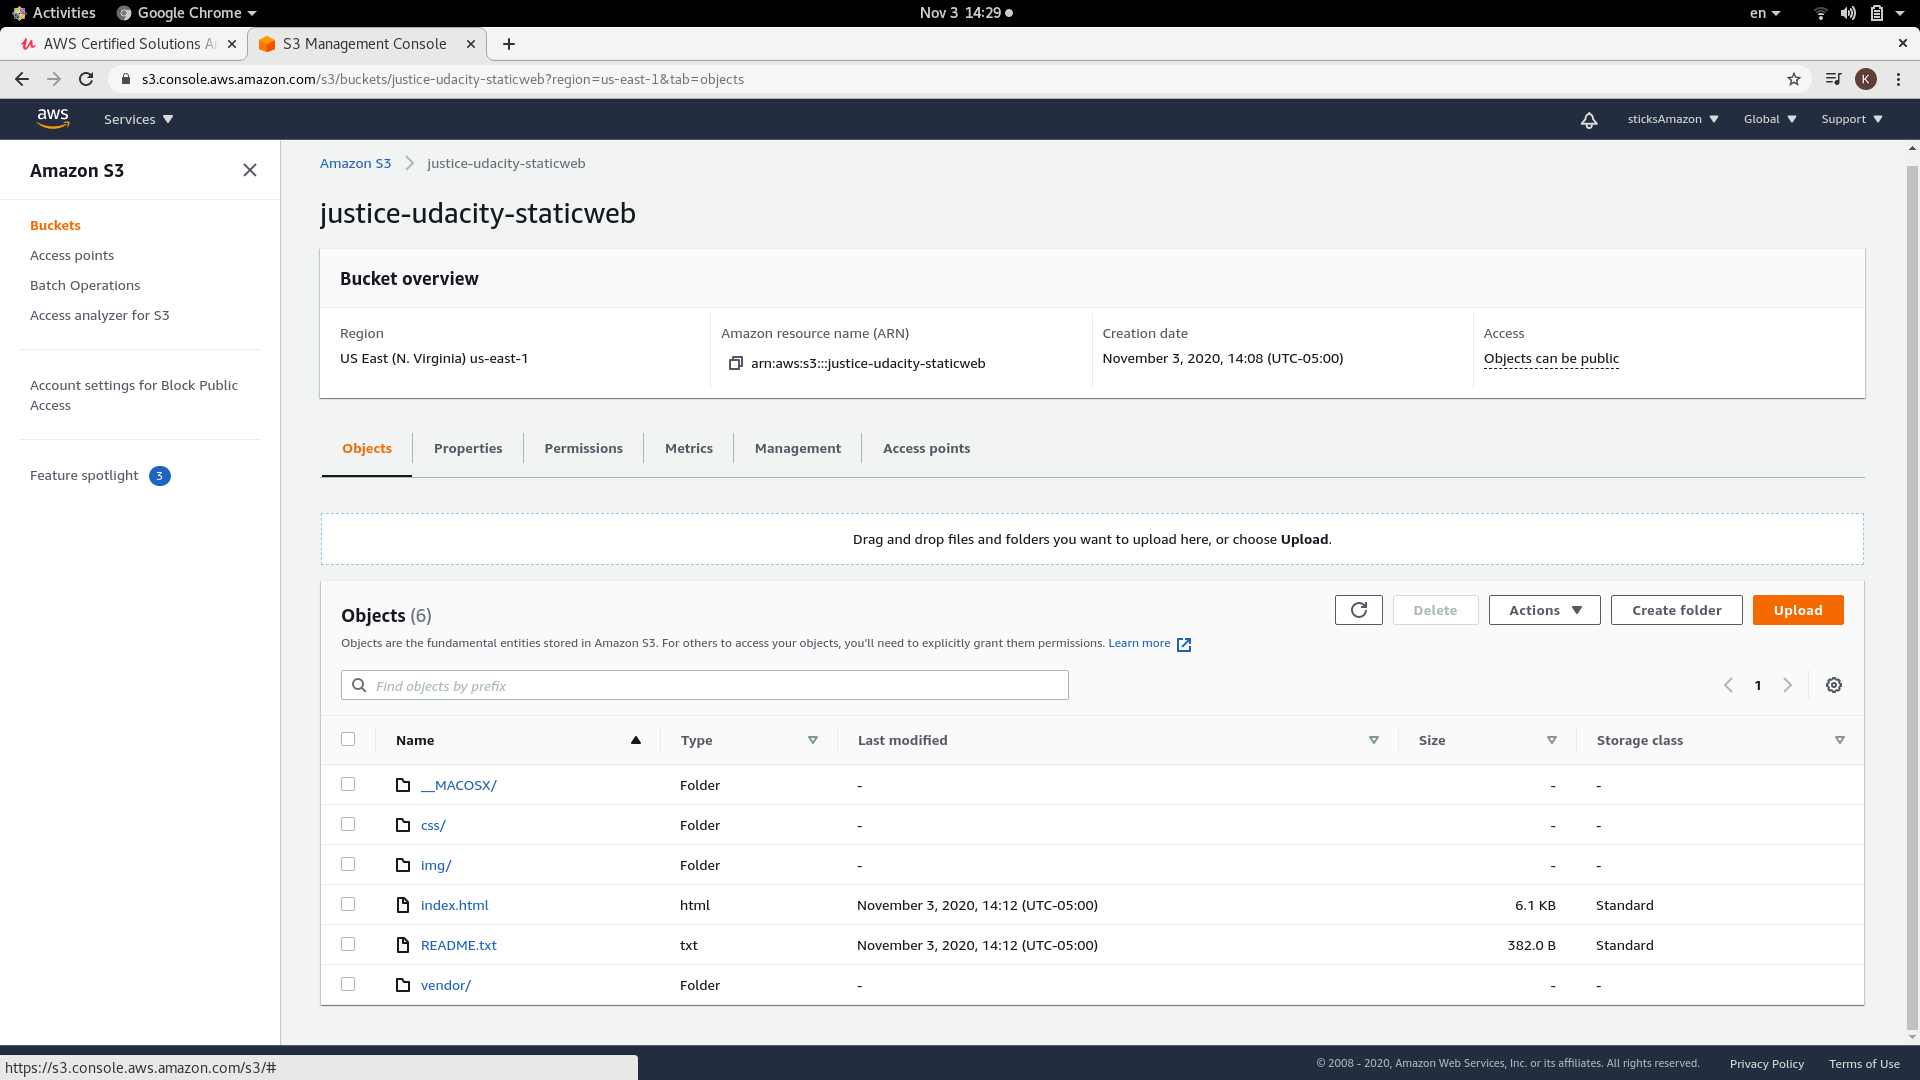 Activities Google Chrome Nov 3 14:29 en
AWS Certified Solutions Ar S3 Management Console
s3.console.aws.amazon.com/s3/buckets/justice-udacity-staticweb?region=us-east-1&tab=objects K
aws Services sticksAmazon Global Support
Amazon S3
Buckets
Access points
Batch Operations
Access analyzer for S3
Account settings for Block Public
Access
Feature spotlight 3
Amazon S3 justice-udacity-staticweb
justice-udacity-staticweb
Bucket overview
Region Amazon resource name (ARN) Creation date Access
US East (N. Virginia) us-east-1 arn:aws:s3:::justice-udacity-staticweb November 3, 2020, 14:08 (UTC-05:00) Objects can be public
Objects Properties Permissions Metrics Management Access points
Drag and drop files and folders you want to upload here, or choose Upload.
Objects (6) Delete Actions Create folder Upload
Objects are the fundamental entities stored in Amazon S3. For others to access your objects, you'll need to explicitly grant them permissions. Learn more
Find objects by prefix 1
Name Type Last modified Size Storage class
__MACOSX/ Folder - - -
css/ Folder - - -
img/ Folder - - -
index.html html November 3, 2020, 14:12 (UTC-05:00) 6.1 KB Standard
README.txt txt November 3, 2020, 14:12 (UTC-05:00) 382.0 B Standard
vendor/ Folder - - -
https://s3.console.aws.amazon.com/s3/# © 2008 - 2020, Amazon Web Services, Inc. or its affiliates. All rights reserved. Privacy Policy Terms of Use